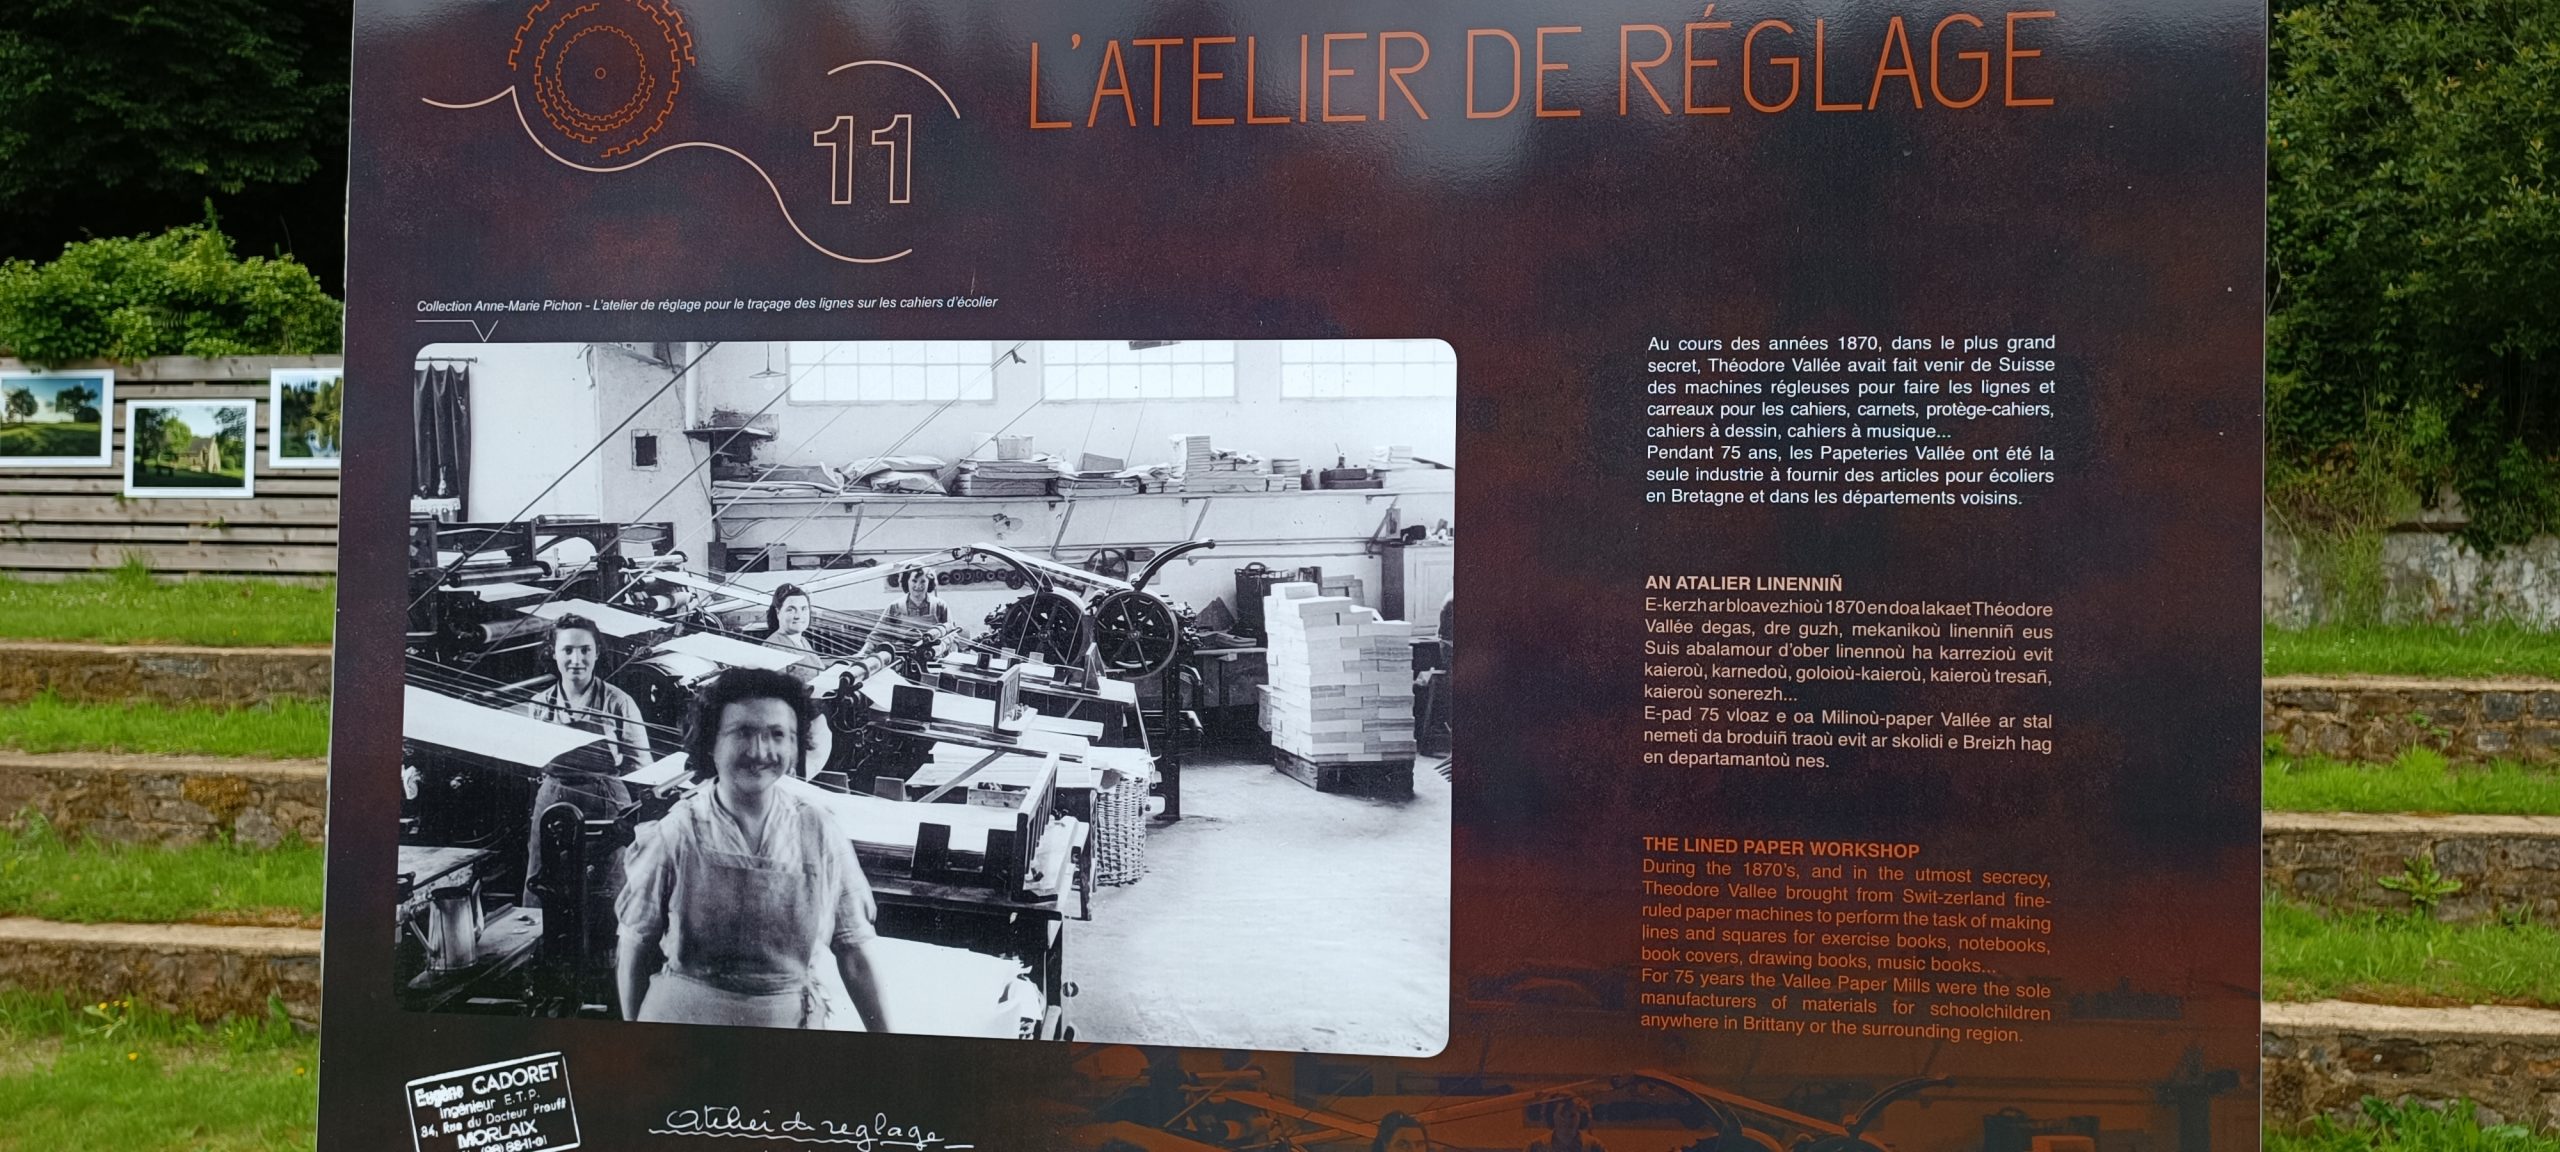 L'ATELIER DE RÉGLAGE
11
Collection Anne-Marie Pichon - L'atelier de réglage pour le traçage des lignes sur les cahiers d'écolier
Au cours des années 1870, dans le plus grand
secret, Théodore Vallée avait fait venir de Suisse
des machines régleuses pour faire les lignes et
carreaux pour les cahiers, carnets, protège-cahiers,
cahiers à dessin, cahiers à musique...
Pendant 75 ans, les Papeteries Vallée ont été la
seule industrie à fournir des articles pour écoliers
en Bretagne et dans les départements voisins.
AN ATALIER LINENNIÑ
E-kerzh ar bloavezhioù 1870 en doa lakaet Théodore
Vallée degas, dre guzh, mekanikoù linenniñ eus
Suis abalamour d'ober linennoù ha karrezioù evit
kaieroù, karnedoù, goloioù-kaieroù, kaieroù tresañ,
kaieroù sonerezh...
E-pad 75 vloaz e oa Milinoù-paper Vallée ar stal
nemeti da broduiñ traoù evit ar skolidi e Breizh hag
en departamantoù nes.
THE LINED PAPER WORKSHOP
During the 1870's, and in the utmost secrecy,
Theodore Vallee brought from Swit-zerland fine-
ruled paper machines to perform the task of making
lines and squares for exercise books, notebooks,
book covers, drawing books, music books...
For 75 years the Vallee Paper Mills were the sole
manufacturers of materials for schoolchildren
anywhere in Brittany or the surrounding region.
Eugène CADORET
Ingénieur E.T.P.
34, Rue du Docteur Prouff
MORLAIX
(98) 88-11-01
Atelier de reglage